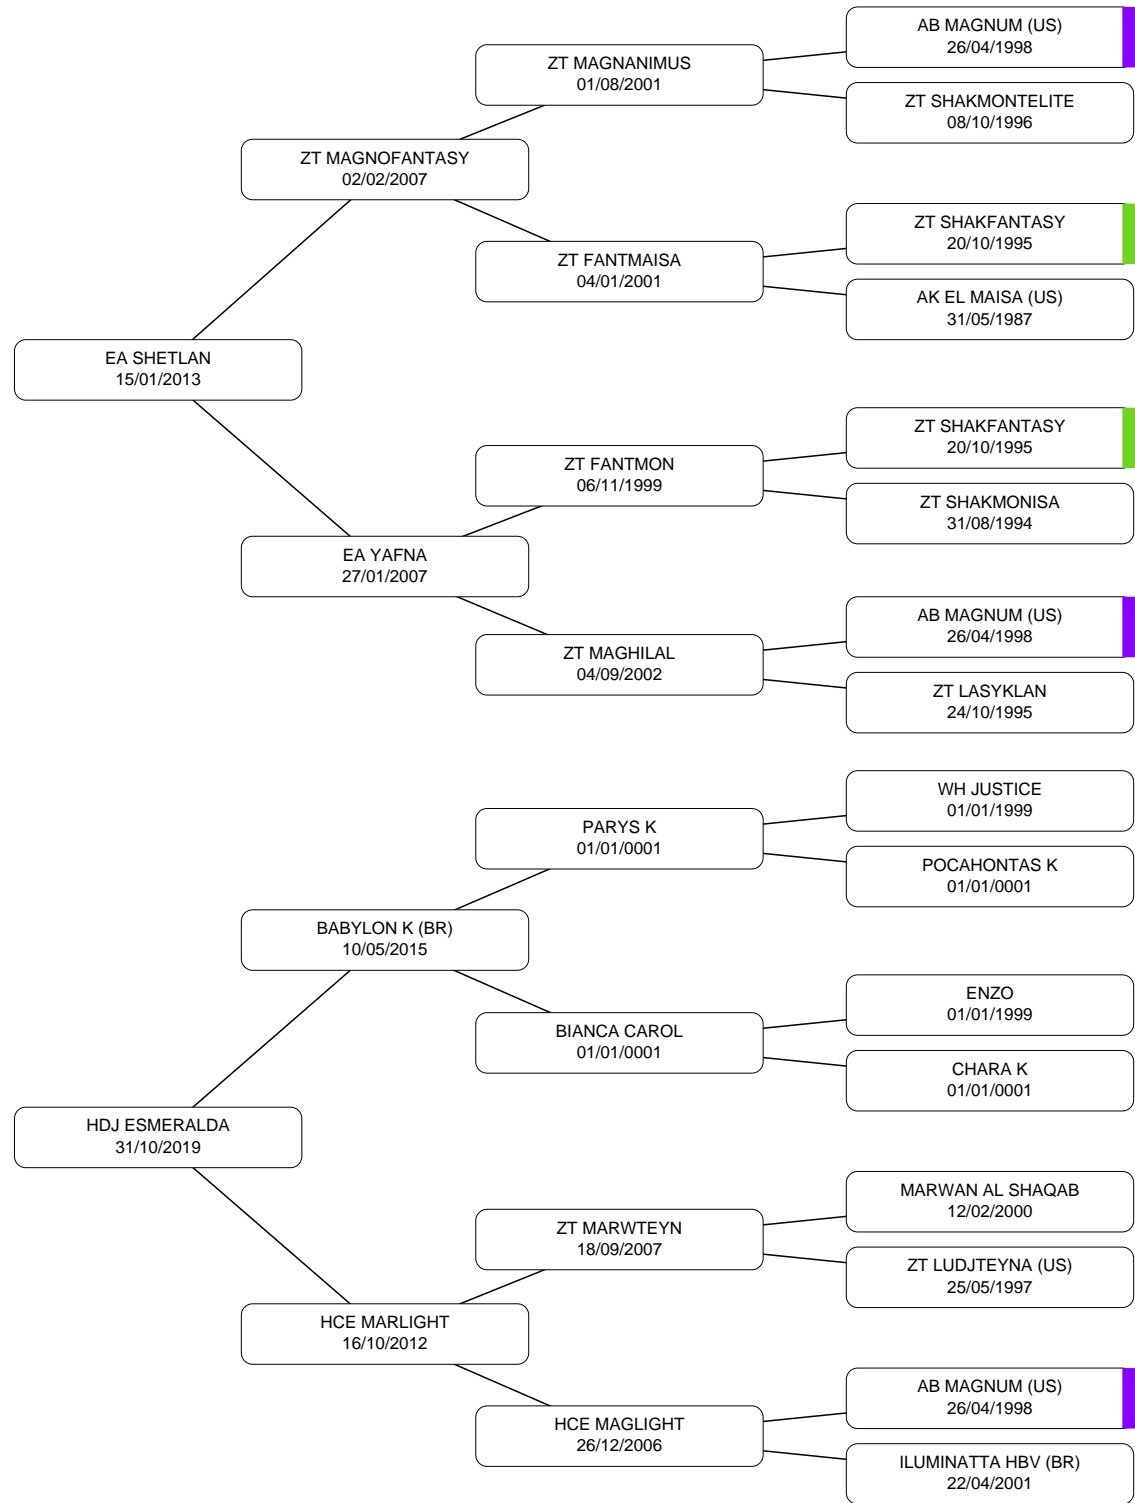 AB MAGNUM (US)
26/04/1998
ZT MAGNANIMUS
01/08/2001
ZT SHAKMONTELITE
08/10/1996
ZT MAGNOFANTASY
02/02/2007
ZT SHAKFANTASY
20/10/1995
ZT FANTMAISA
04/01/2001
AK EL MAISA (US)
31/05/1987
EA SHETLAN
15/01/2013
ZT SHAKFANTASY
20/10/1995
ZT FANTMON
06/11/1999
ZT SHAKMONISA
31/08/1994
EA YAFNA
27/01/2007
AB MAGNUM (US)
26/04/1998
ZT MAGHILAL
04/09/2002
ZT LASYKLAN
24/10/1995
WH JUSTICE
01/01/1999
PARYS K
01/01/0001
POCAHONTAS K
01/01/0001
BABYLON K (BR)
10/05/2015
ENZO
01/01/1999
BIANCA CAROL
01/01/0001
CHARA K
01/01/0001
HDJ ESMERALDA
31/10/2019
MARWAN AL SHAQAB
12/02/2000
ZT MARWTEYN
18/09/2007
ZT LUDJTEYNA (US)
25/05/1997
HCE MARLIGHT
16/10/2012
AB MAGNUM (US)
26/04/1998
HCE MAGLIGHT
26/12/2006
ILUMINATTA HBV (BR)
22/04/2001